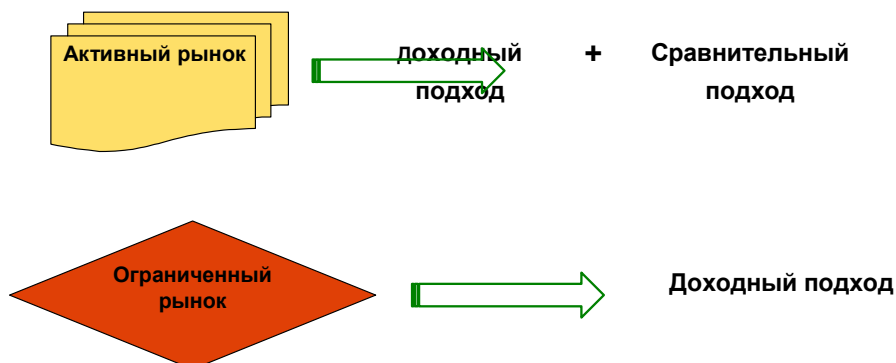 Активный рынок
доходный + Сравнительный
подход подход
Ограниченный
рынок
Доходный подход